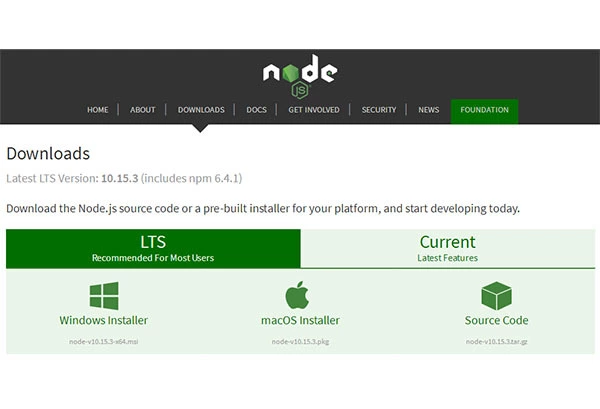 node
JS
HOME ABOUT DOWNLOADS DOCS GET INVOLVED SECURITY NEWS FOUNDATION
Downloads
Latest LTS Version: 10.15.3 (includes npm 6.4.1)
Download the Node.js source code or a pre-built installer for your platform, and start developing today.
LTS
Recommended For Most Users
Current
Latest Features
Windows Installer
node-v10.15.3-x64.msi
macOS Installer
node-v10.15.3.pkg
Source Code
node-v10.15.3.tar.gz